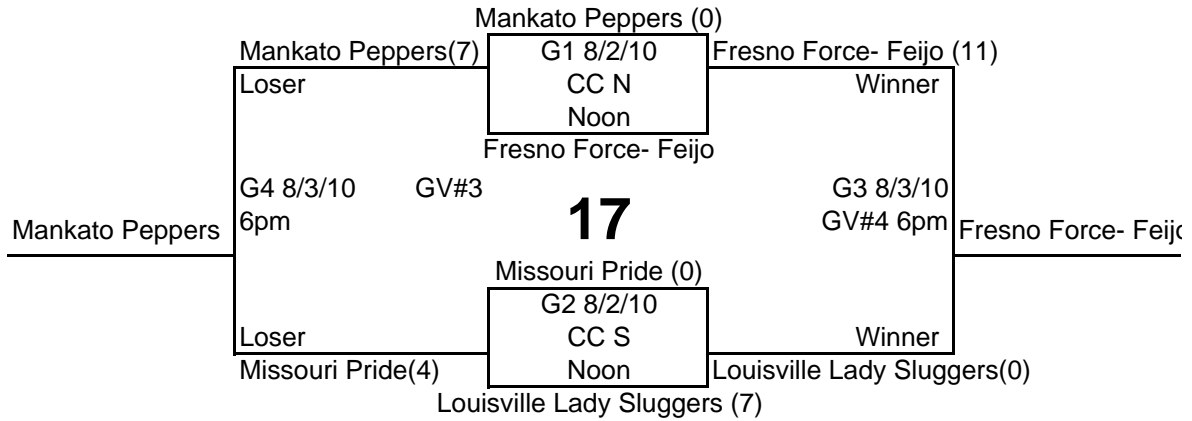 Mankato Peppers (0)
Mankato Peppers(7) G1 8/2/10 Fresno Force- Feijo (11)
Loser CC N Winner
Noon
Fresno Force- Feijo
G4 8/3/10 GV#3 17 G3 8/3/10
Mankato Peppers 6pm GV#4 6pm Fresno Force- Feijo
Missouri Pride (0)
G2 8/2/10
Loser CC S Winner
Missouri Pride(4) Noon Louisville Lady Sluggers(0)
Louisville Lady Sluggers (7)